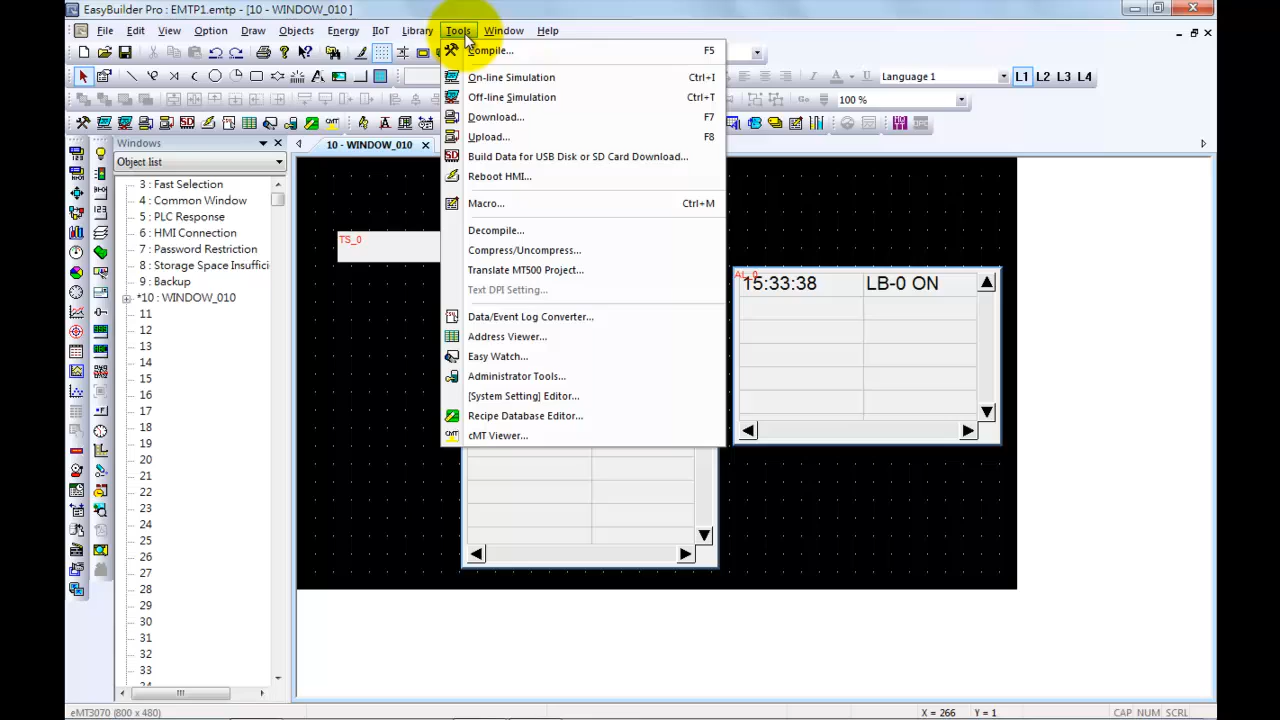 EasyBuilder Pro : EMTP1.emtp - [10 - WINDOW_010 ]
File Edit View Option Draw Objects Energy IIoT Library Tools Window Help
Language 1 L1 L2 L3 L4
100 %
Windows
Object list
3 : Fast Selection
4 : Common Window
5 : PLC Response
6 : HMI Connection
7 : Password Restriction
8 : Storage Space Insuffici
9 : Backup
*10 : WINDOW_010
11
12
13
14
15
16
17
18
19
20
21
22
23
24
25
26
27
28
29
30
31
32
33
10 - WINDOW_010
Compile... F5
On-line Simulation Ctrl+I
Off-line Simulation Ctrl+T
Download... F7
Upload... F8
Build Data for USB Disk or SD Card Download...
Reboot HMI...
Macro... Ctrl+M
Decompile...
Compress/Uncompress...
Translate MT500 Project...
Text DPI Setting...
Data/Event Log Converter...
Address Viewer...
Easy Watch...
Administrator Tools...
[System Setting] Editor...
Recipe Database Editor...
cMT Viewer...
TS_0
AL_0
15:33:38 LB-0 ON
eMT3070 (800 x 480) X = 266 Y = 1 CAP NUM SCRL